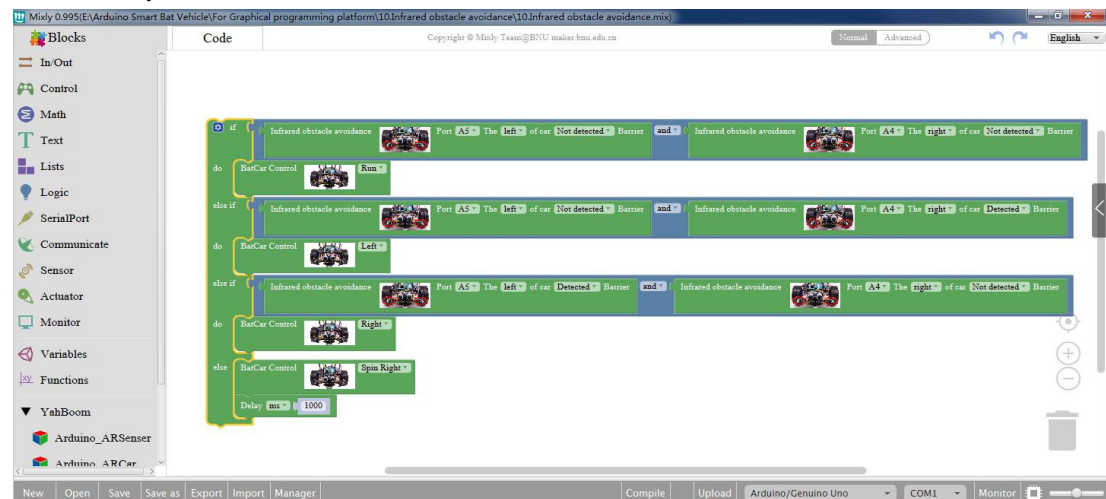 Mixly 0.995(E:\Arduino Smart Bat Vehicle\For Graphical programming platform\10.Infrared obstacle avoidance\10.Infrared obstacle avoidance.mix)
Blocks Code Copyright © Mixly Team@BNU maker.bnu.edu.cn Normal Advanced English
In/Out
Control
Math
Text
Lists
Logic
SerialPort
Communicate
Sensor
Actuator
Monitor
Variables
Functions
YahBoom
Arduino_ARSenser
Arduino_ARCar
if Infrared obstacle avoidance Port A5 The left of car Not detected Barrier and Infrared obstacle avoidance Port A4 The right of car Not detected Barrier
do BatCar Control Run
else if Infrared obstacle avoidance Port A5 The left of car Not detected Barrier and Infrared obstacle avoidance Port A4 The right of car Detected Barrier
do BatCar Control Left
else if Infrared obstacle avoidance Port A5 The left of car Detected Barrier and Infrared obstacle avoidance Port A4 The right of car Not detected Barrier
do BatCar Control Right
else BatCar Control Spin Right
Delay ms 1000
New Open Save Save as Export Import Manager Compile Upload Arduino/Genuino Uno COM1 Monitor